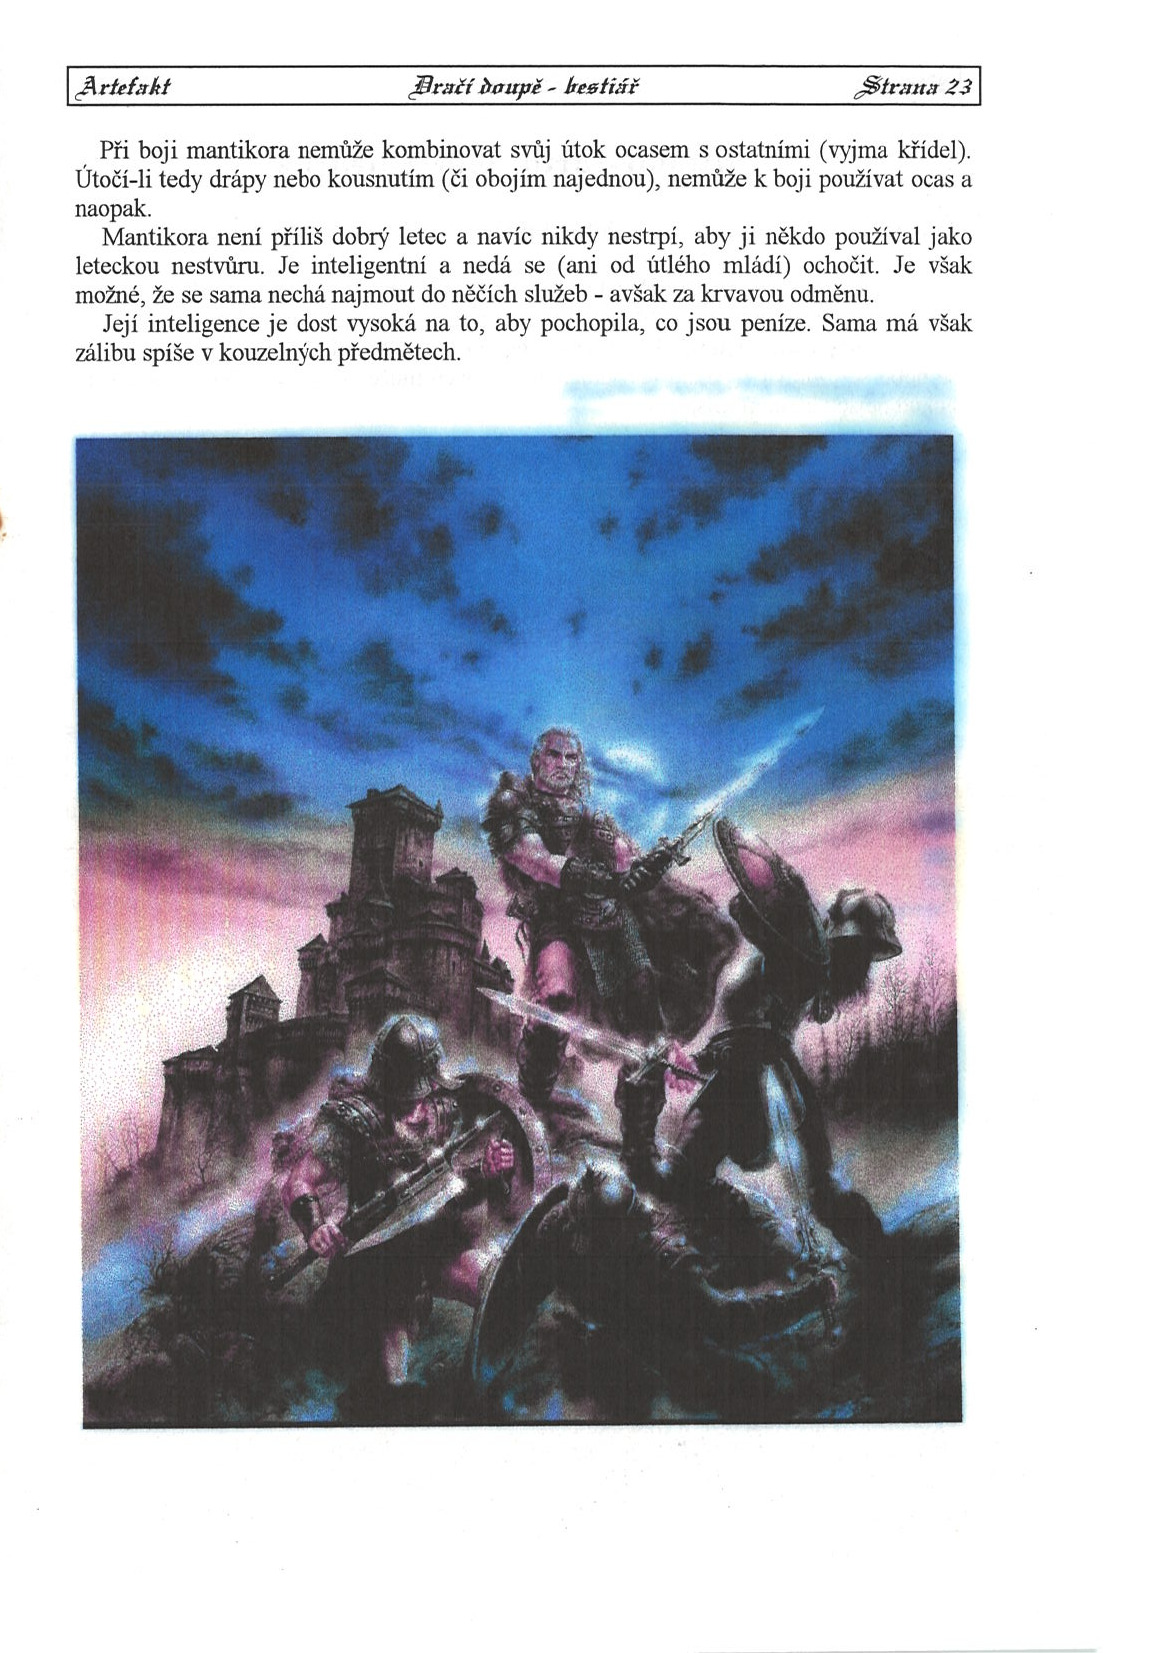 Artefakt Dračí doupě - bestiář Strana 23
Při boji mantikora nemůže kombinovat svůj útok ocasem s ostatními (vyjma křídel).
Útočí-li tedy drápy nebo kousnutím (či obojím najednou), nemůže k boji používat ocas a
naopak.
Mantikora není příliš dobrý letec a navíc nikdy nestrpí, aby ji někdo používal jako
leteckou nestvůru. Je inteligentní a nedá se (ani od útlého mládí) ochočit. Je však
možné, že se sama nechá najmout do něčích služeb - avšak za krvavou odměnu.
Její inteligence je dost vysoká na to, aby pochopila, co jsou peníze. Sama má však
zálibu spíše v kouzelných předmětech.